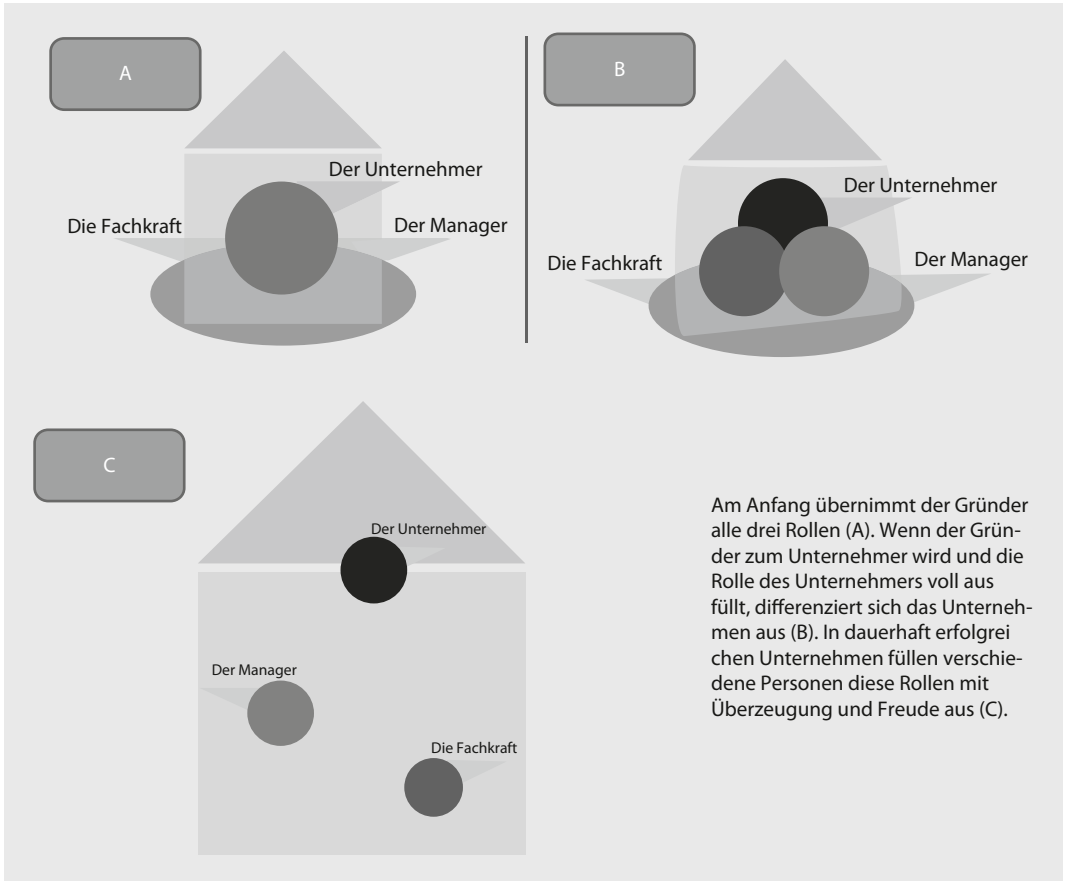 A
Der Unternehmer
Die Fachkraft
Der Manager
B
Der Unternehmer
Die Fachkraft
Der Manager
C
Der Unternehmer
Der Manager
Die Fachkraft
Am Anfang übernimmt der Gründer
alle drei Rollen (A). Wenn der Grün-
der zum Unternehmer wird und die
Rolle des Unternehmers voll aus
füllt, differenziert sich das Unterneh-
men aus (B). In dauerhaft erfolgrei
chen Unternehmen füllen verschie-
dene Personen diese Rollen mit
Überzeugung und Freude aus (C).